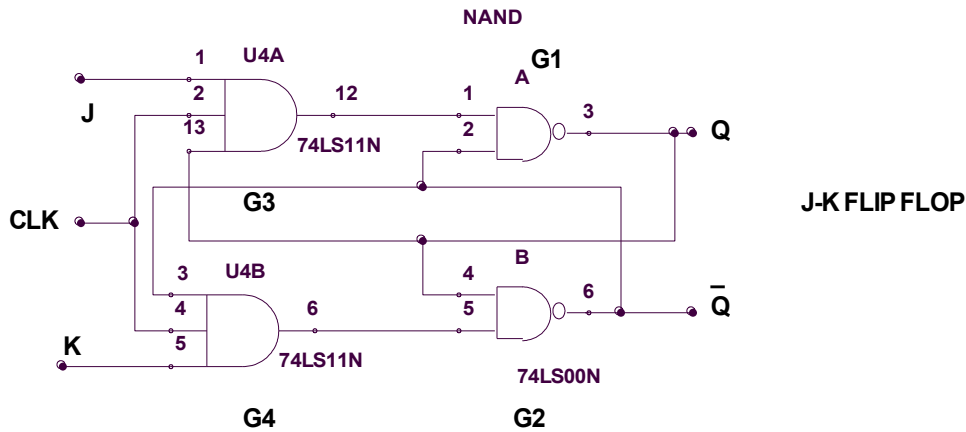 NAND
U4A
G1
1
A
2
12
1
3
J
13
2
Q
74LS11N
G3
J-K FLIP FLOP
CLK
U4B
B
3
4
4
6
5
6
Q̅
5
K
74LS11N
74LS00N
G4
G2